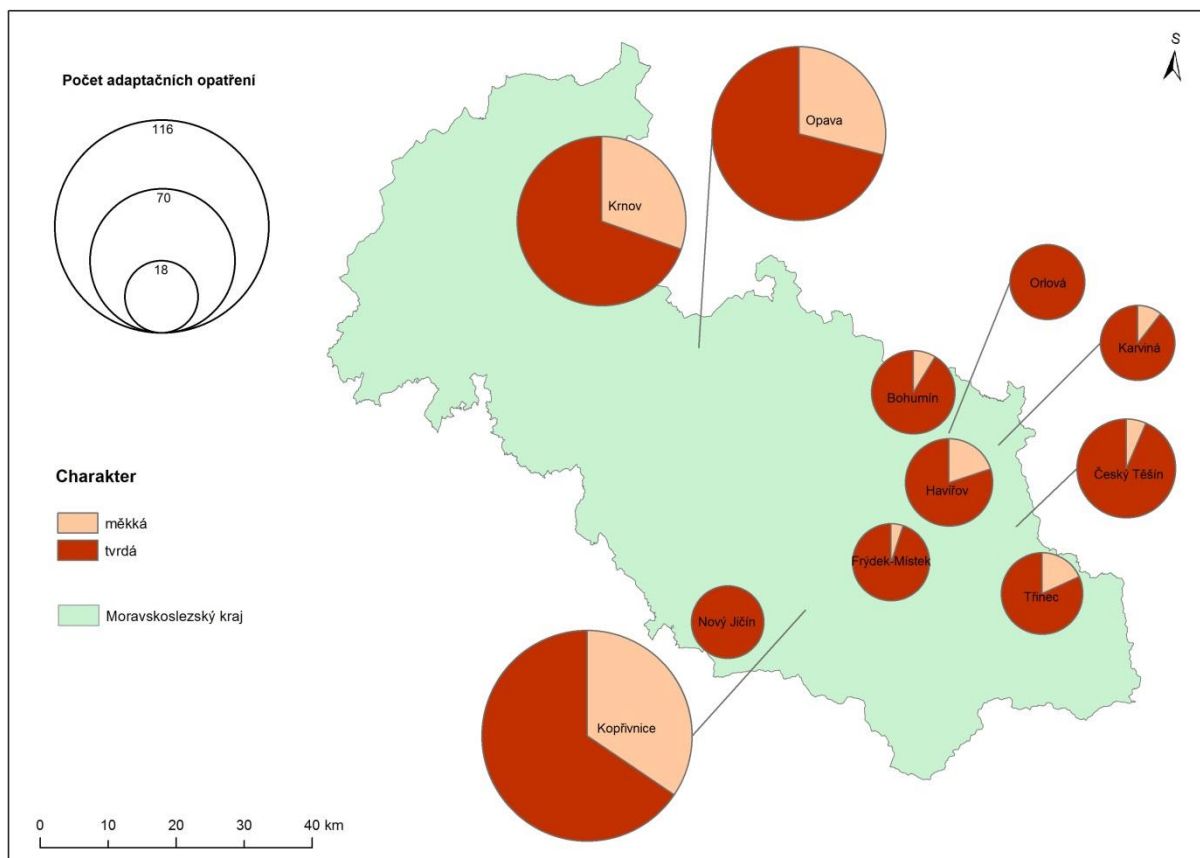 Počet adaptačních opatření
116
70
18
Charakter
měkká
tvrdá
Moravskoslezský kraj
0 10 20 30 40 km
S
Opava
Krnov
Orlová
Karviná
Bohumín
Český Těšín
Havířov
Frýdek-Místek
Třinec
Nový Jičín
Kopřivnice